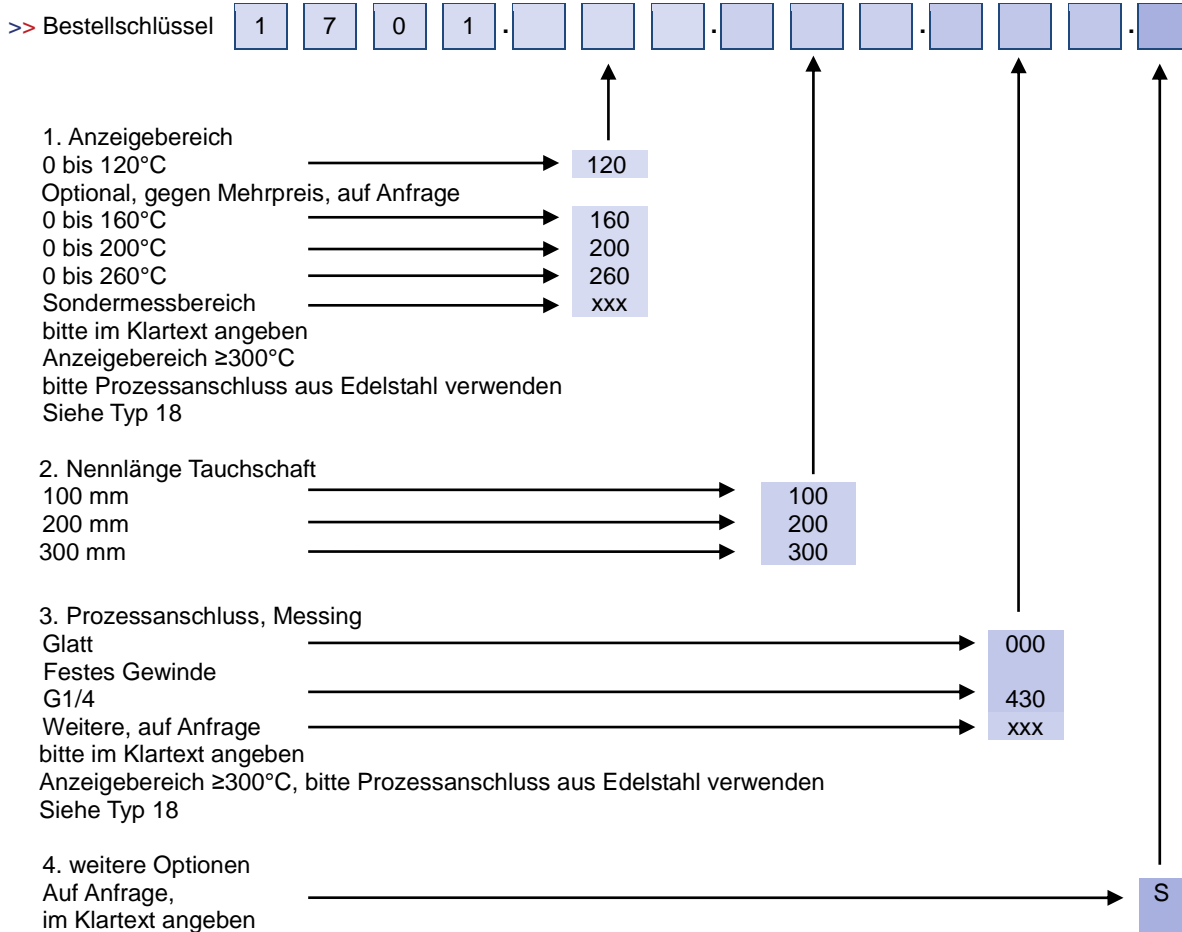 >> Bestellschlüssel 1 7 0 1 . . . .
1. Anzeigebereich
0 bis 120°C 120
Optional, gegen Mehrpreis, auf Anfrage
0 bis 160°C 160
0 bis 200°C 200
0 bis 260°C 260
Sondermessbereich xxx
bitte im Klartext angeben
Anzeigebereich ≥300°C
bitte Prozessanschluss aus Edelstahl verwenden
Siehe Typ 18
2. Nennlänge Tauchschaft
100 mm 100
200 mm 200
300 mm 300
3. Prozessanschluss, Messing
Glatt 000
Festes Gewinde
G1/4 430
Weitere, auf Anfrage xxx
bitte im Klartext angeben
Anzeigebereich ≥300°C, bitte Prozessanschluss aus Edelstahl verwenden
Siehe Typ 18
4. weitere Optionen
Auf Anfrage, S
im Klartext angeben